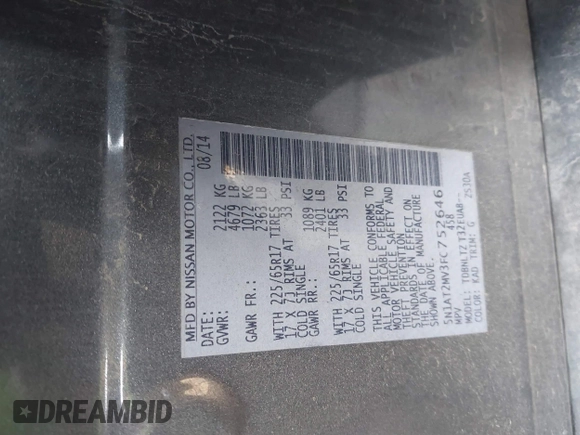 MFD BY NISSAN MOTOR CO., LTD.
DATE: 08/14
GVWR: 2122 KG
4679 LB
GAWR FR.: 1072 KG
2363 LB
WITH 225/65R17 TIRES
17 X 7J RIMS AT 33 PSI
COLD SINGLE
GAWR RR.: 1089 KG
2401 LB
WITH 225/65R17 TIRES
17 X 7J RIMS AT 33 PSI
COLD SINGLE
THIS VEHICLE CONFORMS TO
ALL APPLICABLE FEDERAL
MOTOR VEHICLE SAFETY AND
THEFT PREVENTION
STANDARDS IN EFFECT ON
THE DATE OF MANUFACTURE
SHOWN ABOVE.
5N1AT2MV3FC752646
MPV 458
MODEL:
COLOR: KAD TRIM: G 2530A
DREAMBID